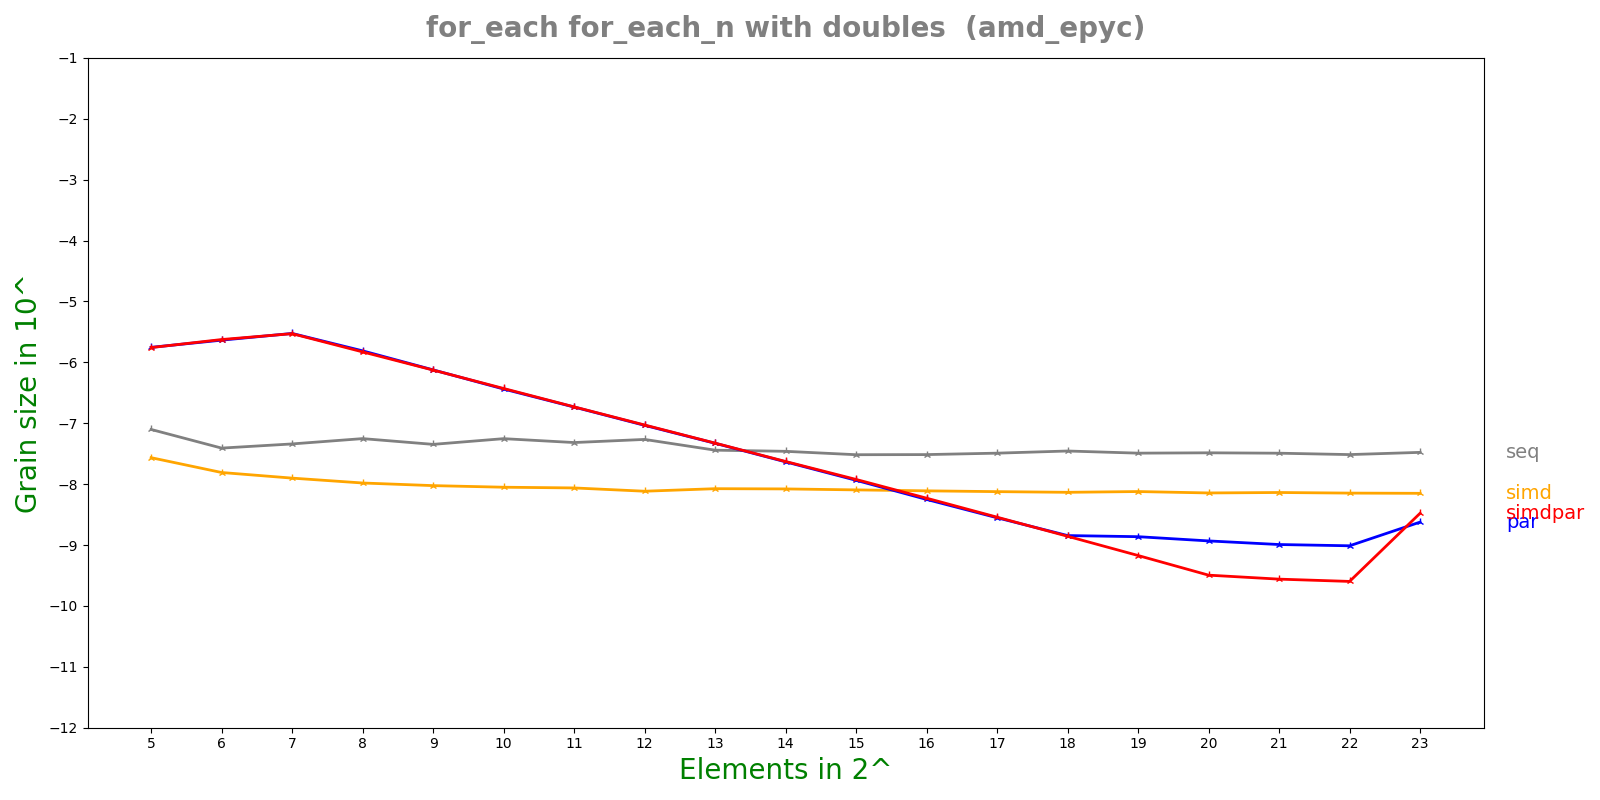 for_each for_each_n with doubles  (amd_epyc)
Grain size in 10^
−1
−2
−3
−4
−5
−6
−7
−8
−9
−10
−11
−12
seq
simd
simdpar
par
5 6 7 8 9 10 11 12 13 14 15 16 17 18 19 20 21 22 23
Elements in 2^